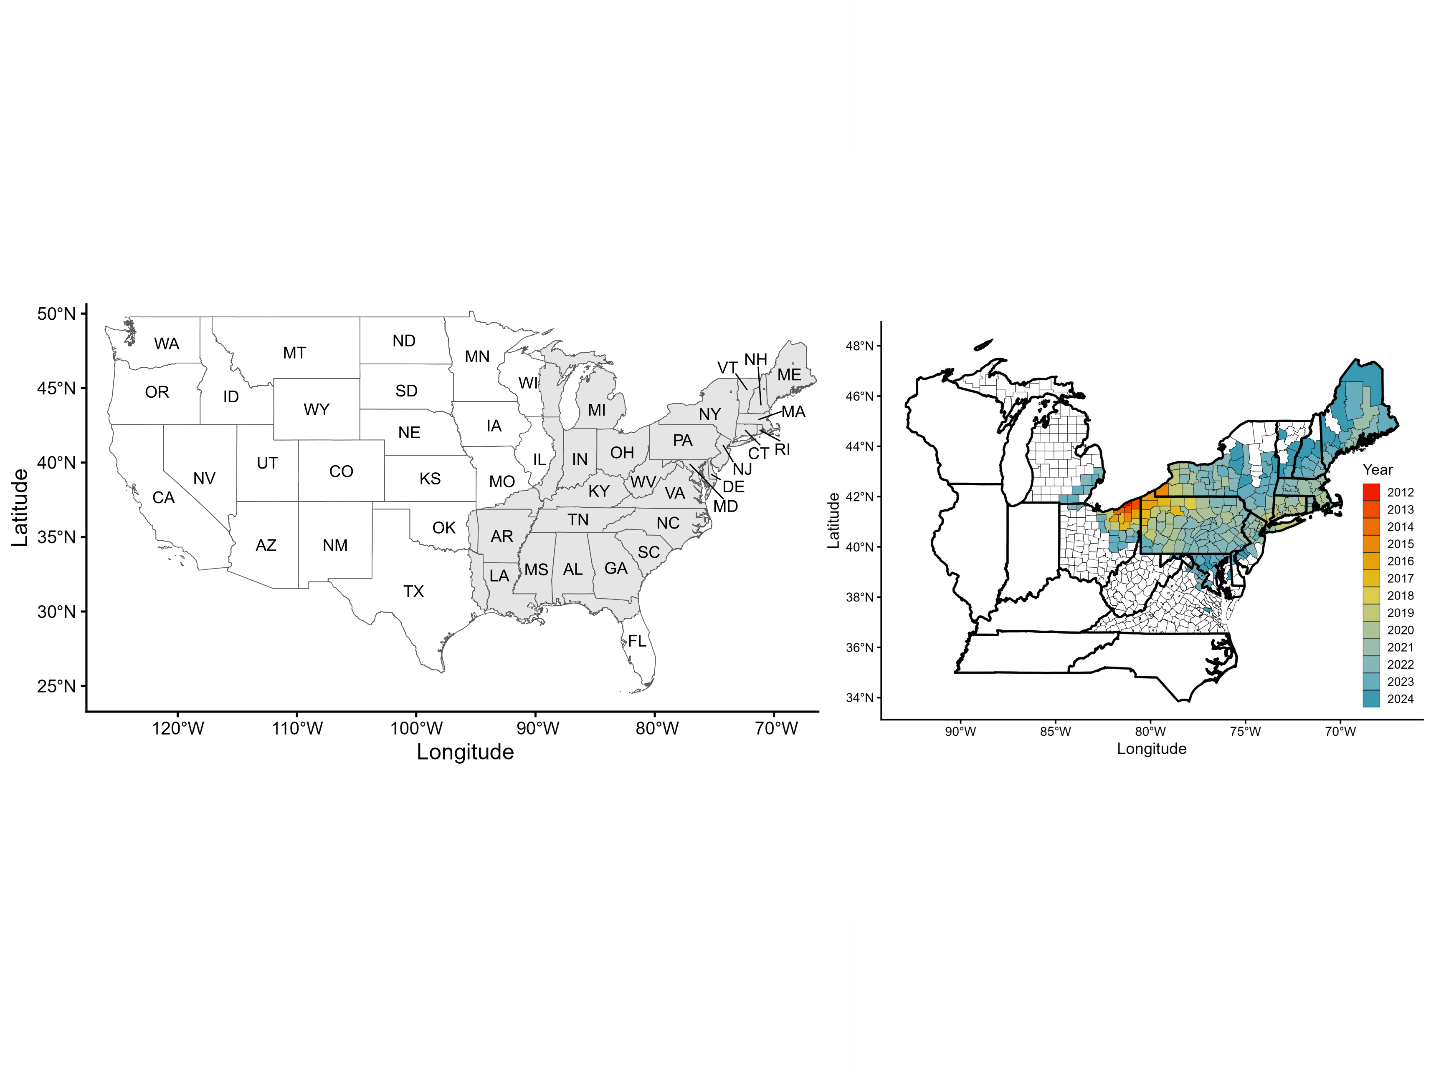 50°N
45°N
40°N
35°N
30°N
25°N
Latitude
120°W 110°W 100°W 90°W 80°W 70°W
Longitude
WA MT ND MN VT NH ME
OR ID SD WI
WY MI NY MA
NE IA PA CT RI
NV UT CO IL IN OH NJ
CA KS MO WV DE
KY VA MD
OK TN NC
AZ NM AR SC
LA MS AL GA
TX
FL
48°N
46°N
44°N
42°N
40°N
38°N
36°N
34°N
Latitude
90°W 85°W 80°W 75°W 70°W
Longitude
Year
2012
2013
2014
2015
2016
2017
2018
2019
2020
2021
2022
2023
2024